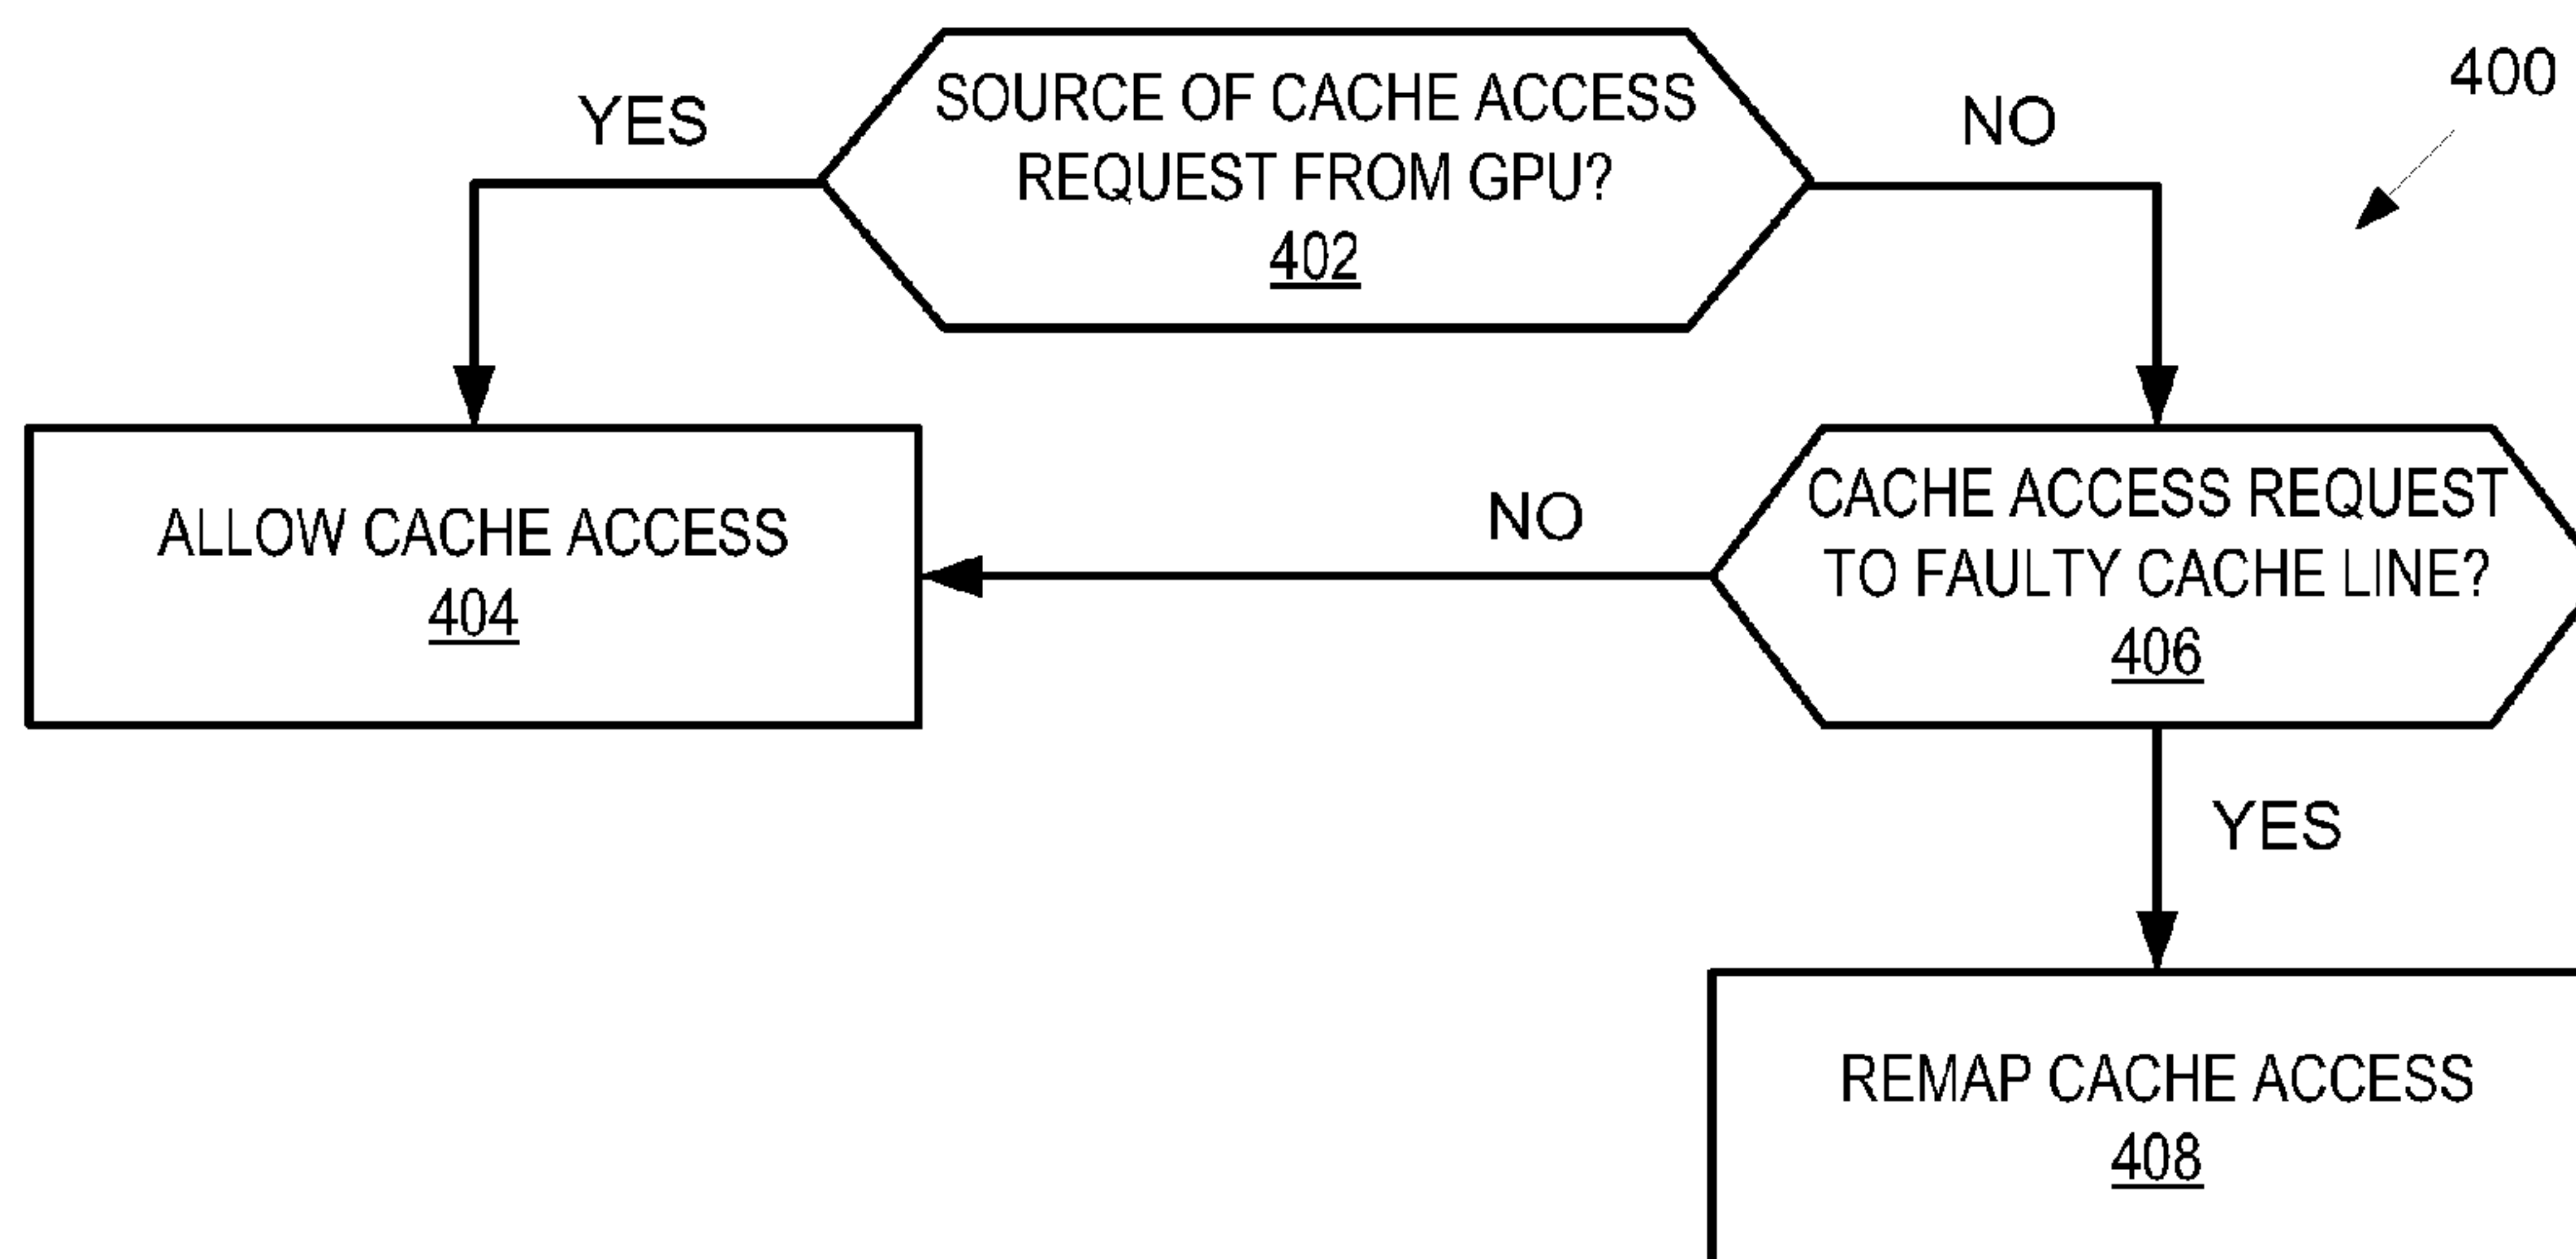 400
SOURCE OF CACHE ACCESS
REQUEST FROM GPU?
402
YES
NO
ALLOW CACHE ACCESS
404
NO
CACHE ACCESS REQUEST
TO FAULTY CACHE LINE?
406
YES
REMAP CACHE ACCESS
408